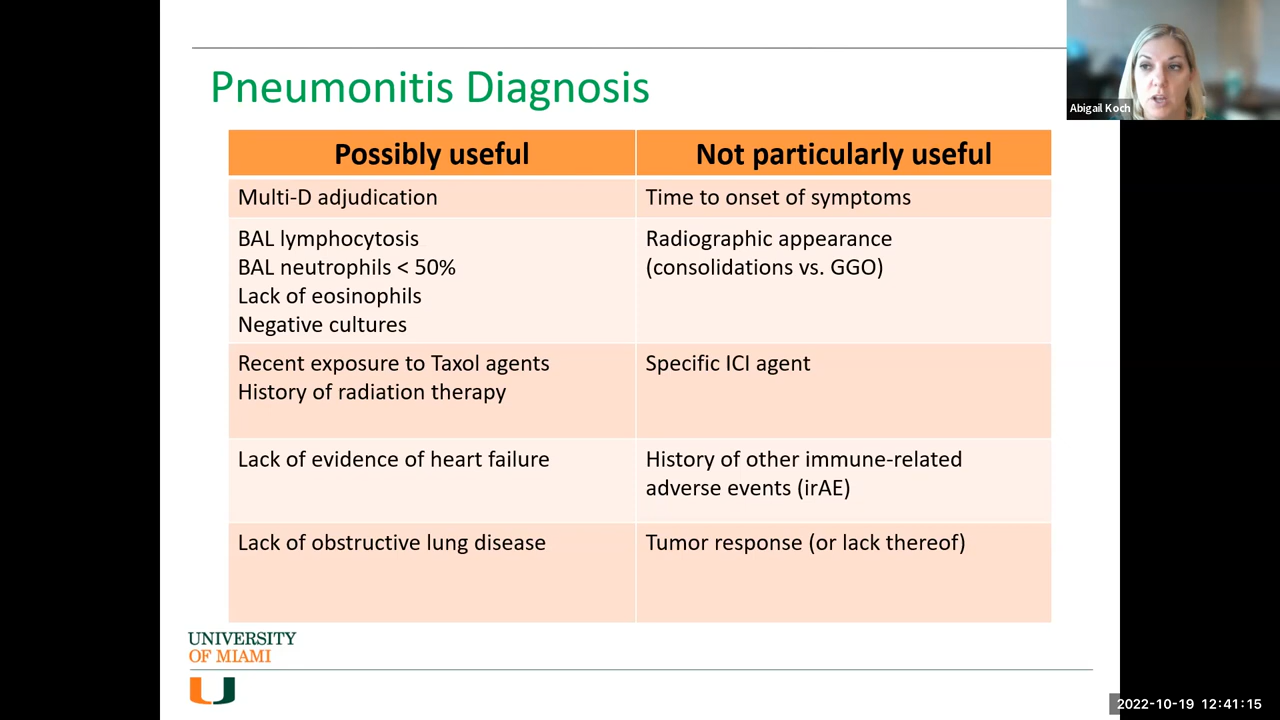 Pneumonitis Diagnosis
Abigail Koch
Possibly useful
Not particularly useful
Multi-D adjudication
Time to onset of symptoms
BAL lymphocytosis
BAL neutrophils < 50%
Lack of eosinophils
Negative cultures
Radiographic appearance
(consolidations vs. GGO)
Recent exposure to Taxol agents
History of radiation therapy
Specific ICI agent
Lack of evidence of heart failure
History of other immune-related
adverse events (irAE)
Lack of obstructive lung disease
Tumor response (or lack thereof)
UNIVERSITY
OF MIAMI
2022-10-19 12:41:15